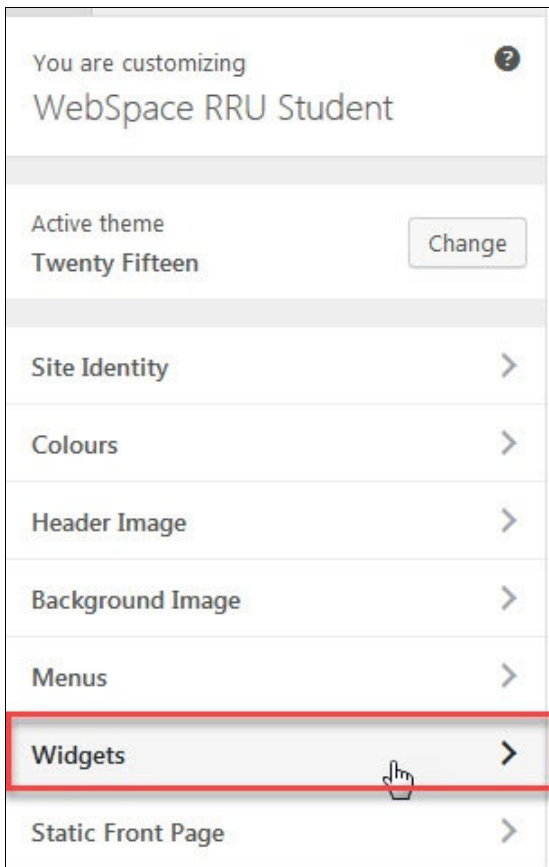 You are customizing
WebSpace RRU Student
Active theme
Twenty Fifteen
Change
Site Identity
Colours
Header Image
Background Image
Menus
Widgets
Static Front Page